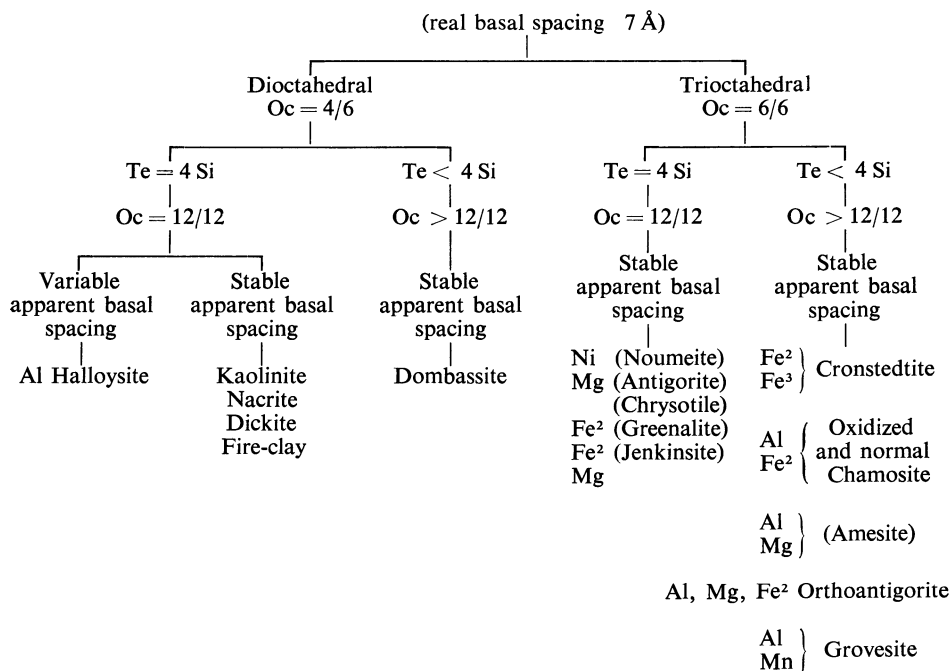 (real basal spacing 7 Å)
Dioctahedral
Oc = 4/6
Trioctahedral
Oc = 6/6
Te = 4 Si
Te < 4 Si
Te = 4 Si
Te < 4 Si
Oc = 12/12
Oc > 12/12
Oc = 12/12
Oc > 12/12
Variable
apparent basal
spacing
Stable
apparent basal
spacing
Stable
apparent basal
spacing
Stable
apparent basal
spacing
Stable
apparent basal
spacing
Al Halloysite
Kaolinite
Nacrite
Dickite
Fire-clay
Dombassite
Ni (Noumeite)
Mg (Antigorite)
(Chrysotile)
Fe² (Greenalite)
Fe² (Jenkinsite)
Mg
Fe²
Fe³
} Cronstedtite
Al
Fe²
{ Oxidized
and normal
Chamosite
Al
Mg
} (Amesite)
Al, Mg, Fe² Orthoantigorite
Al
Mn
} Grovesite